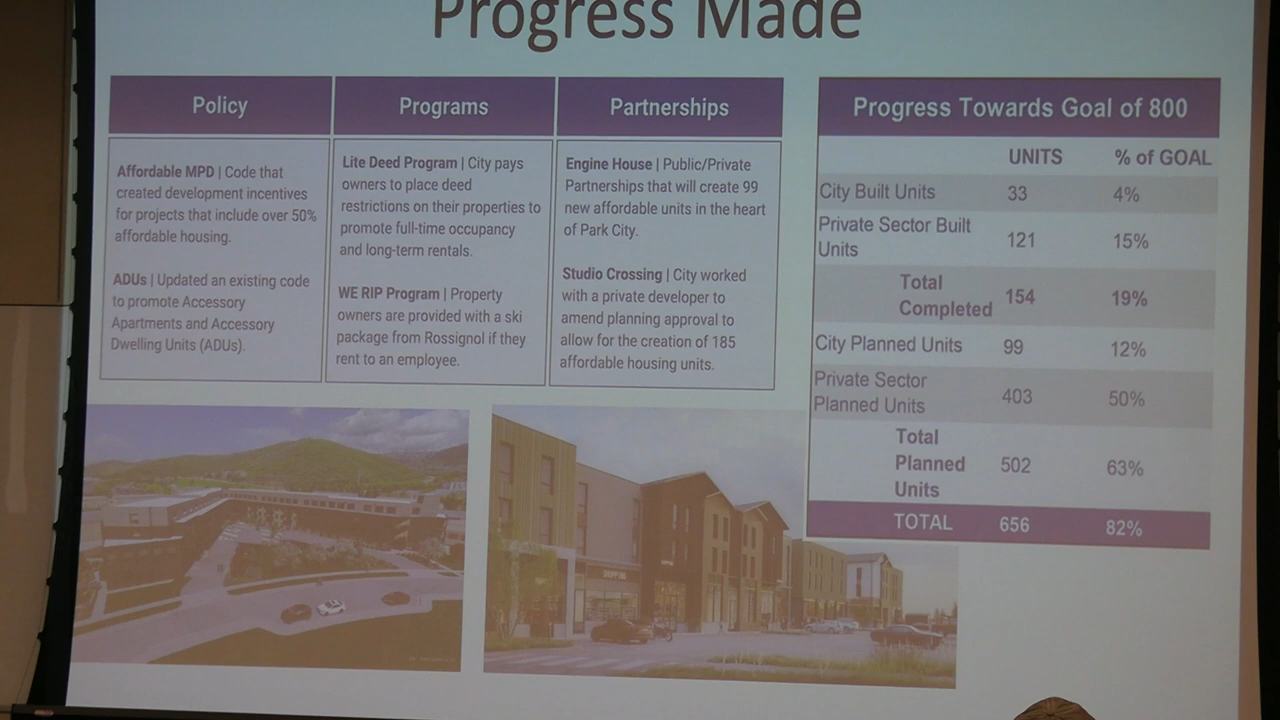 Progress Made
Policy
Affordable MPD | Code that
created development incentives
for projects that include over 50%
affordable housing.
ADUs | Updated an existing code
to promote Accessory
Apartments and Accessory
Dwelling Units (ADUs).
Programs
Lite Deed Program | City pays
owners to place deed
restrictions on their properties to
promote full-time occupancy
and long-term rentals.
WE RIP Program | Property
owners are provided with a ski
package from Rossignol if they
rent to an employee.
Partnerships
Engine House | Public/Private
Partnerships that will create 99
new affordable units in the heart
of Park City.
Studio Crossing | City worked
with a private developer to
amend planning approval to
allow for the creation of 185
affordable housing units.
Progress Towards Goal of 800
UNITS % of GOAL
City Built Units 33 4%
Private Sector Built
Units 121 15%
Total
Completed 154 19%
City Planned Units 99 12%
Private Sector
Planned Units 403 50%
Total
Planned
Units 502 63%
TOTAL 656 82%